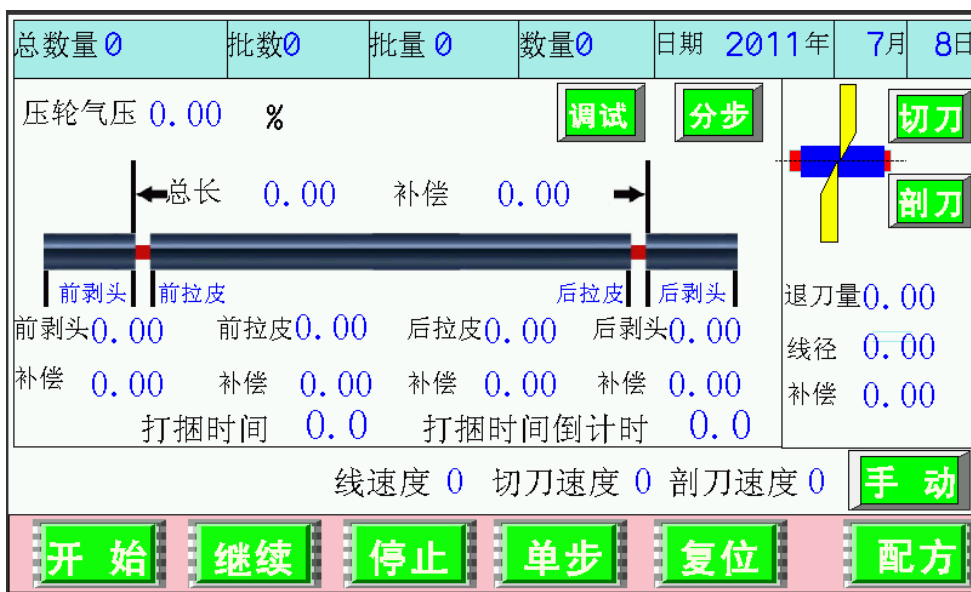 总数量 0 批数0 批量 0 数量0 日期 2011年 7月 8日
压轮气压 0.00 % 调试 分步 切刀
总长 0.00 补偿 0.00 剖刀
前剥头 前拉皮 后拉皮 后剥头 退刀量0.00
前剥头0.00 前拉皮0.00 后拉皮0.00 后剥头0.00 线径 0.00
补偿 0.00 补偿 0.00 补偿 0.00 补偿 0.00 补偿 0.00
打捆时间 0.0 打捆时间倒计时 0.0
线速度 0 切刀速度 0 剖刀速度 0 手 动
开 始 继续 停止 单步 复位 配方